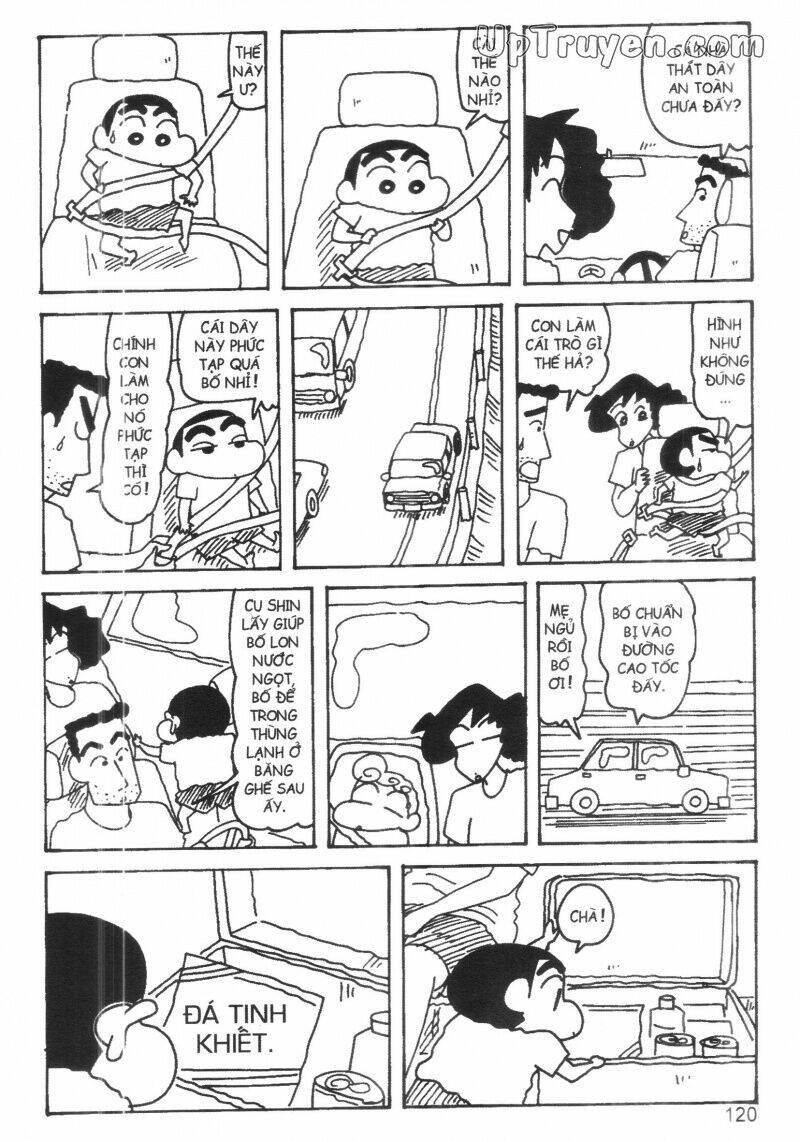 UpTruyen.com
CẢ NHÀ
THẮT DÂY
AN TOÀN
CHƯA ĐẤY?
CÁI
THẾ
NÀO
NHỈ?
THẾ
NÀY
Ư?
HÌNH
NHƯ
KHÔNG
ĐÚNG
...
CON LÀM
CÁI TRÒ GÌ
THẾ HẢ?
CÁI DÂY
NÀY PHỨC
TẠP QUÁ
BỐ NHỈ!
CHÍNH
CON
LÀM
CHO
NÓ
PHỨC
TẠP
THÌ
CÓ!
BỐ CHUẨN
BỊ VÀO
ĐƯỜNG
CAO TỐC
ĐẤY.
MẸ
NGỦ
RỒI
BỐ
ƠI!
CU SHIN
LẤY GIÚP
BỐ LON
NƯỚC
NGỌT,
BỐ ĐỂ
TRONG
THÙNG
LẠNH Ở
BĂNG
GHẾ SAU
ẤY.
CHÀ!
ĐÁ TINH
KHIẾT.
120